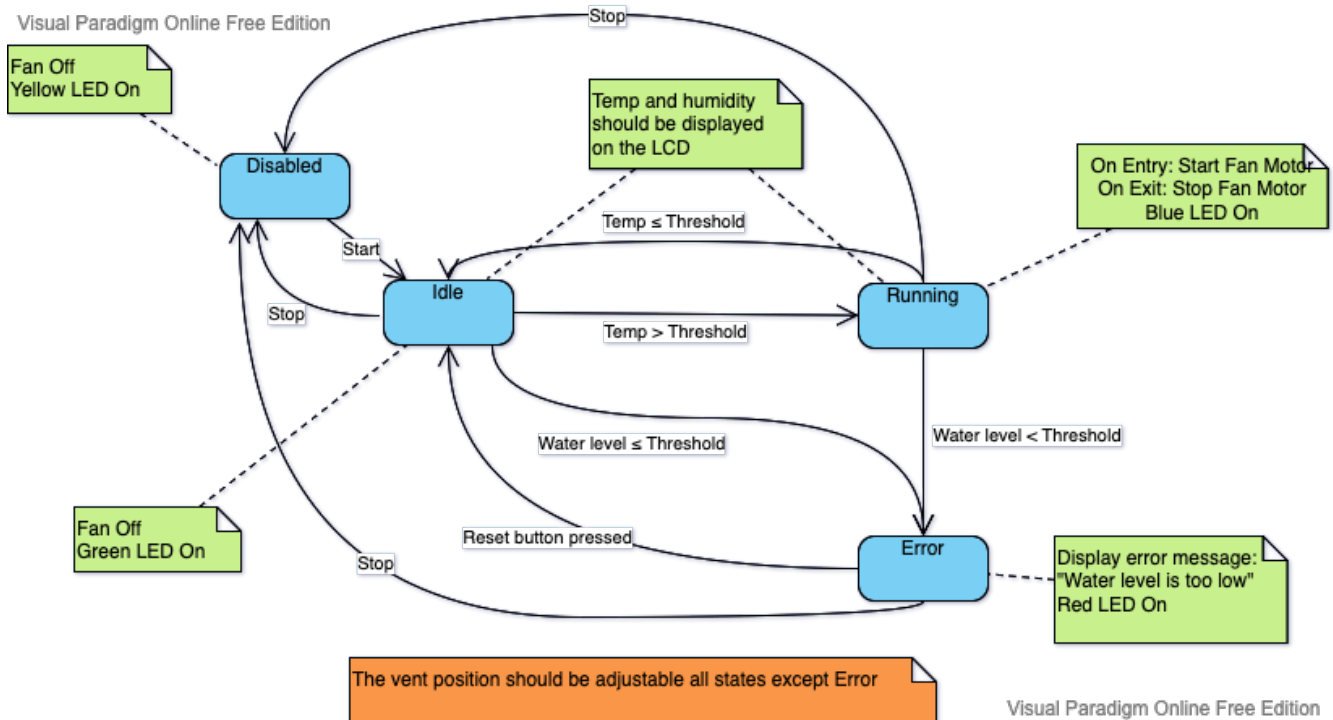 Visual Paradigm Online Free Edition
Stop
Fan Off
Yellow LED On
Temp and humidity
should be displayed
on the LCD
On Entry: Start Fan Motor
On Exit: Stop Fan Motor
Blue LED On
Disabled
Temp ≤ Threshold
Start
Idle
Running
Stop
Temp > Threshold
Water level ≤ Threshold
Water level < Threshold
Fan Off
Green LED On
Reset button pressed
Error
Stop
Display error message:
"Water level is too low"
Red LED On
The vent position should be adjustable all states except Error
Visual Paradigm Online Free Edition